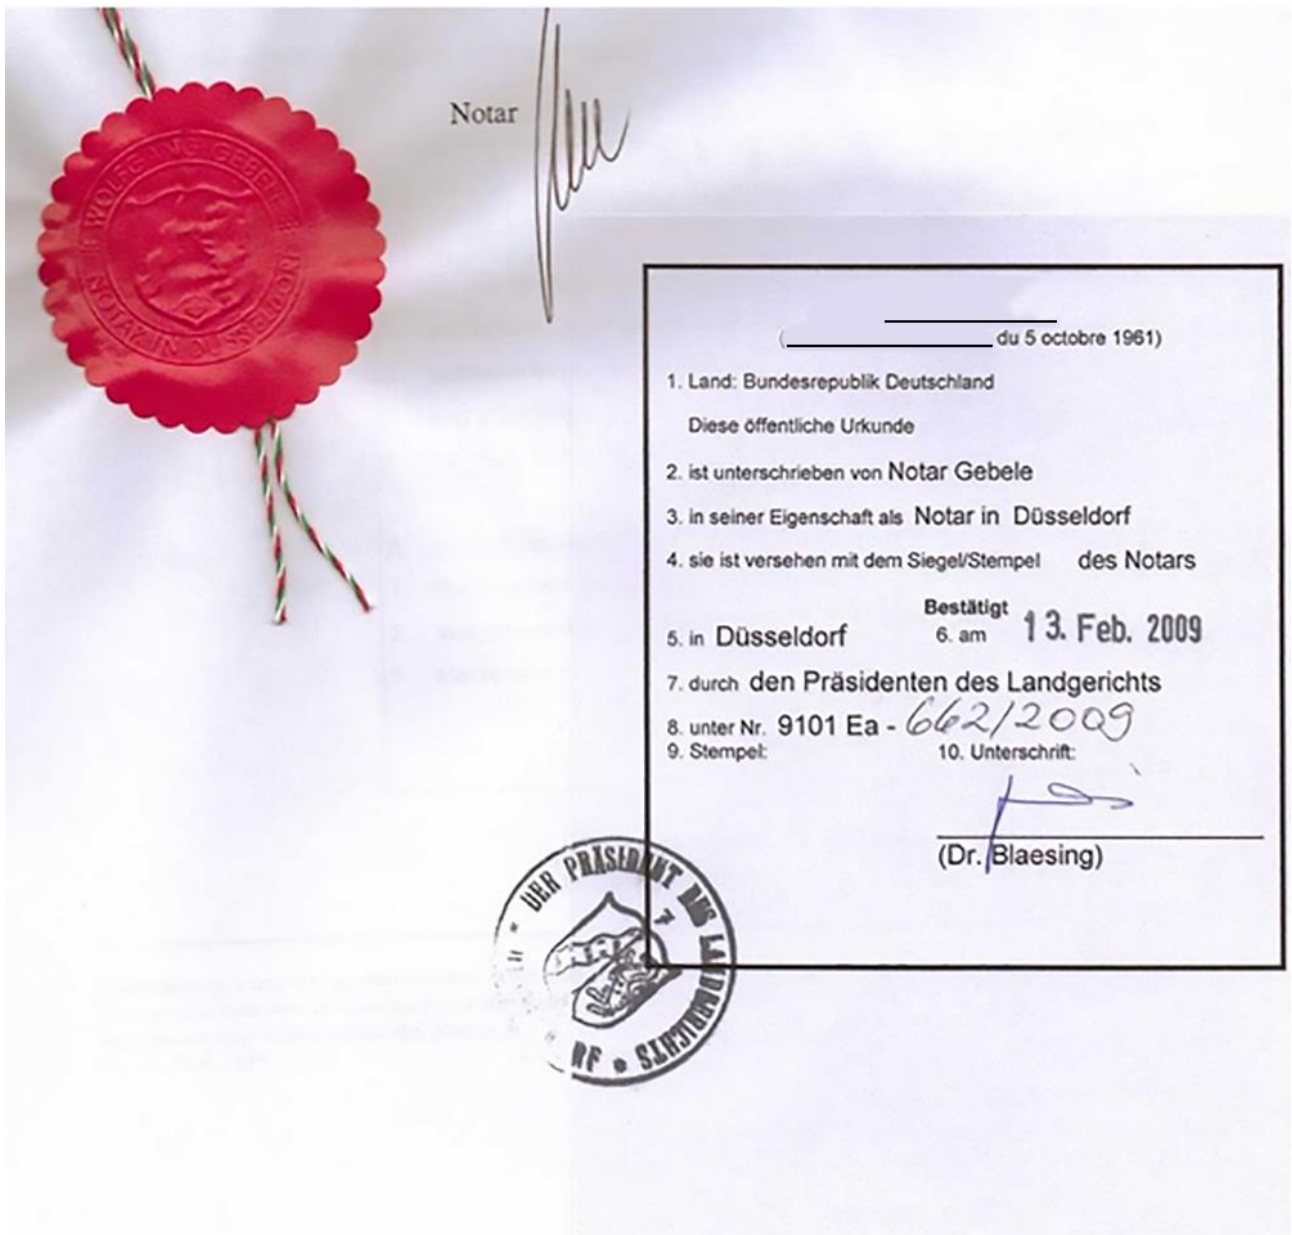 Notar
WOLFGANG GEBELE
NOTAR IN DÜSSELDORF
( du 5 octobre 1961)
1. Land: Bundesrepublik Deutschland
Diese öffentliche Urkunde
2. ist unterschrieben von Notar Gebele
3. in seiner Eigenschaft als Notar in Düsseldorf
4. sie ist versehen mit dem Siegel/Stempel des Notars
Bestätigt
5. in Düsseldorf 6. am 13. Feb. 2009
7. durch den Präsidenten des Landgerichts
8. unter Nr. 9101 Ea - 662/2009
9. Stempel: 10. Unterschrift:
(Dr. Blaesing)
DER PRÄSIDENT DES LANDGERICHTS
7